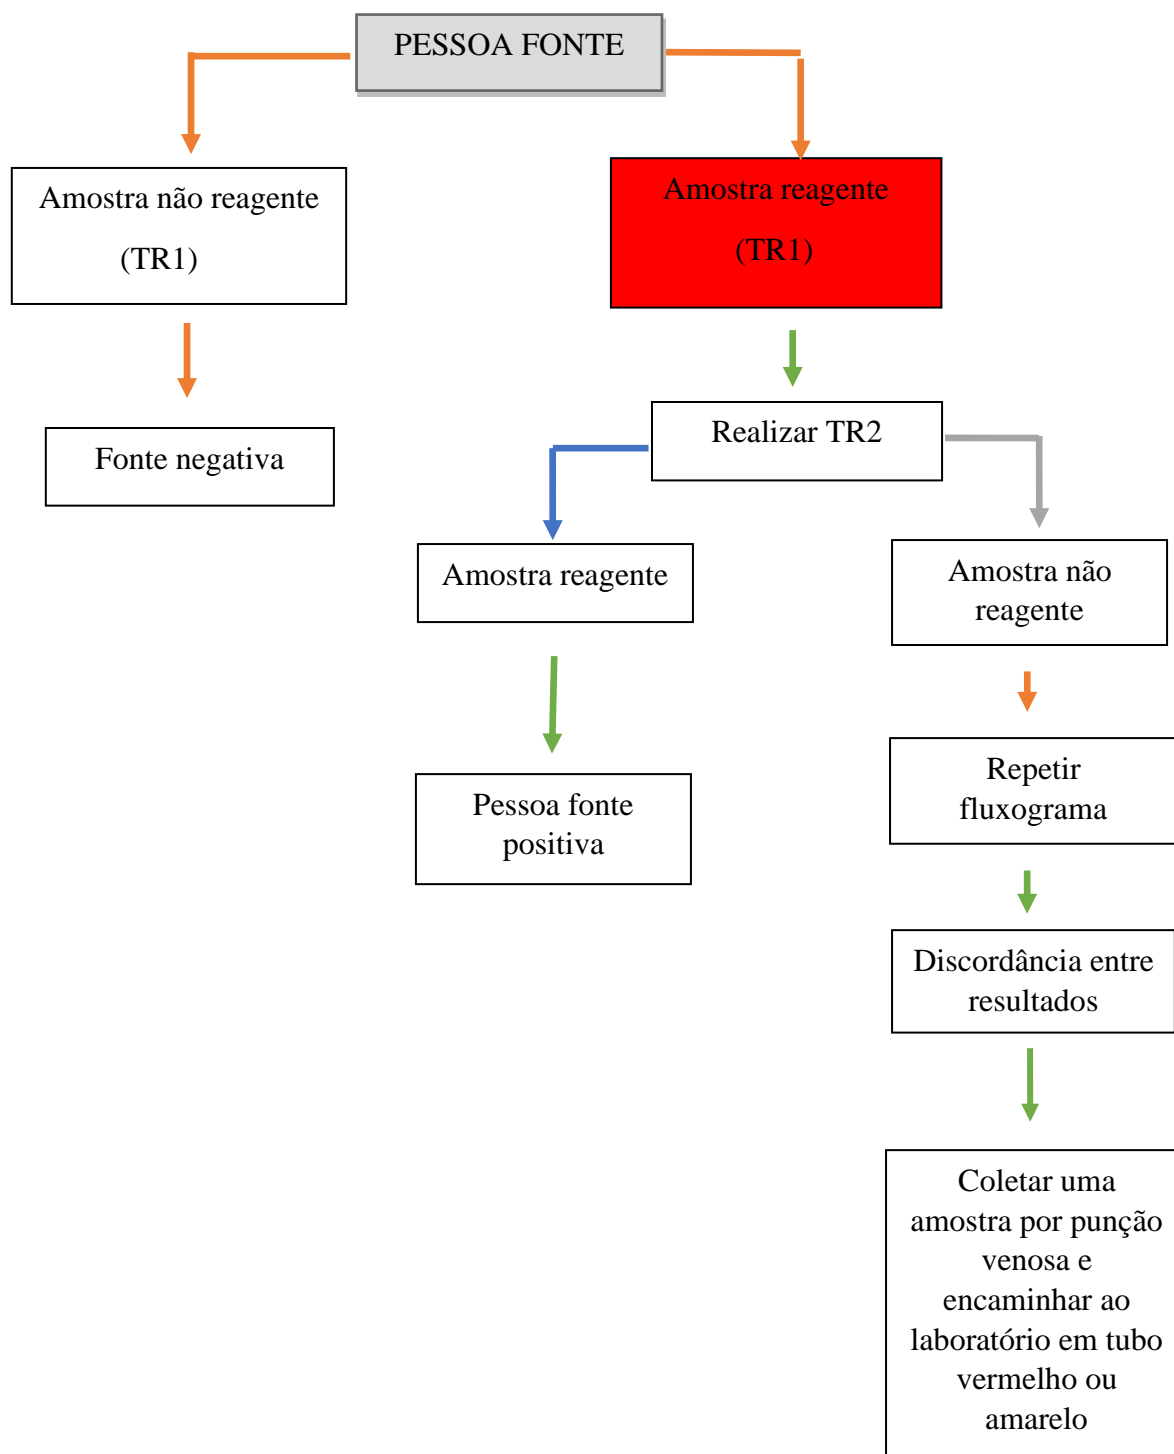 PESSOA FONTE
Amostra não reagente
(TR1)
Amostra reagente
(TR1)
Fonte negativa
Realizar TR2
Amostra reagente
Amostra não
reagente
Pessoa fonte
positiva
Repetir
fluxograma
Discordância entre
resultados
Coletar uma
amostra por punção
venosa e
encaminhar ao
laboratório em tubo
vermelho ou
amarelo